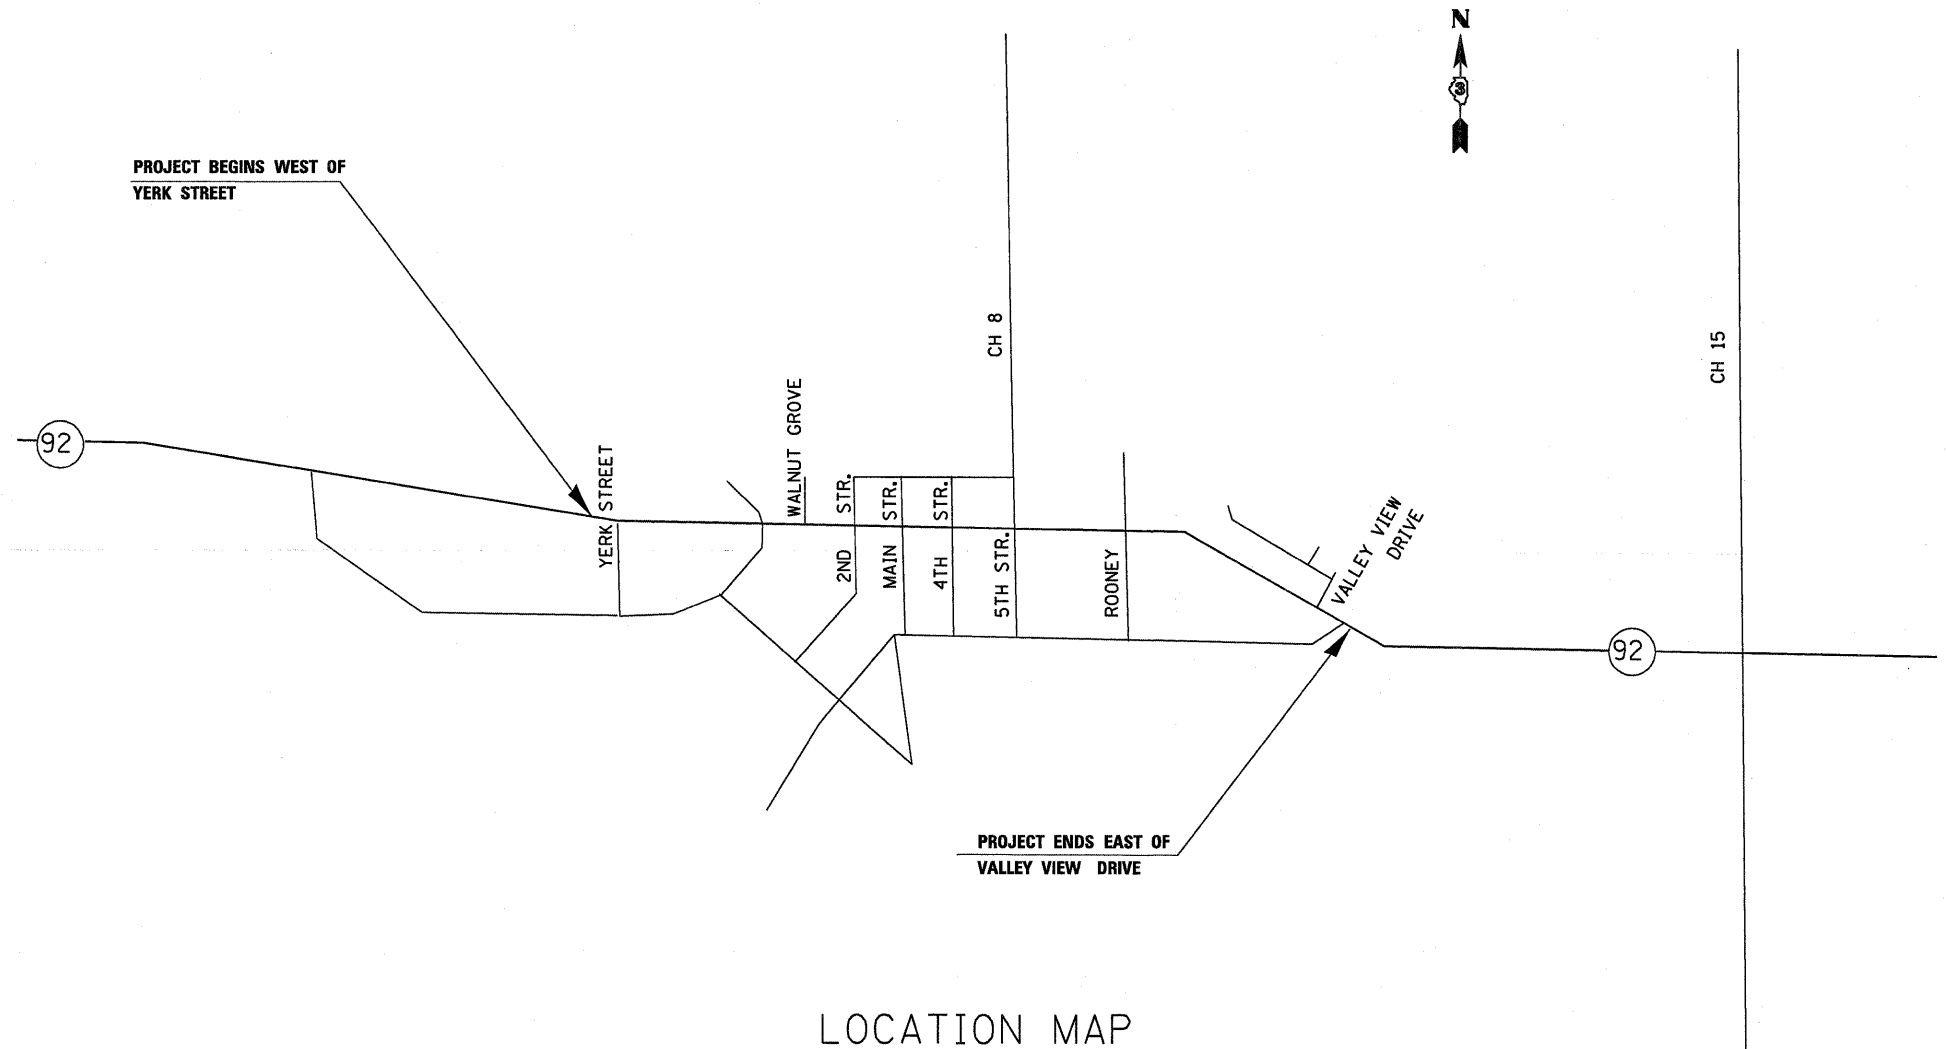 N
3
PROJECT BEGINS WEST OF
YERK STREET
CH 8
CH 15
WALNUT GROVE
92
YERK STREET
2ND STR.
MAIN STR.
4TH STR.
5TH STR.
ROONEY
VALLEY VIEW
DRIVE
92
PROJECT ENDS EAST OF
VALLEY VIEW DRIVE
LOCATION MAP